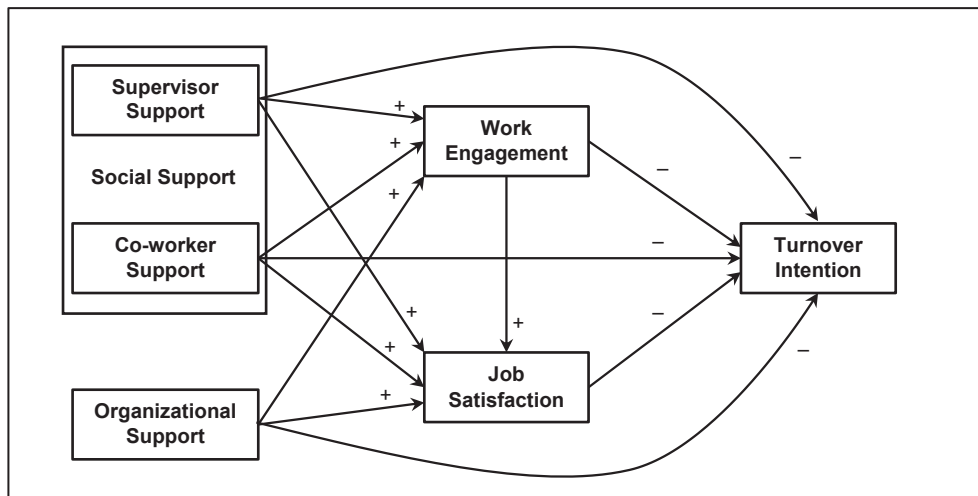 Supervisor
Support
Social Support
Co-worker
Support
Organizational
Support
Work
Engagement
Job
Satisfaction
Turnover
Intention
+
+
+
+
+
+
+
–
–
–
–
–